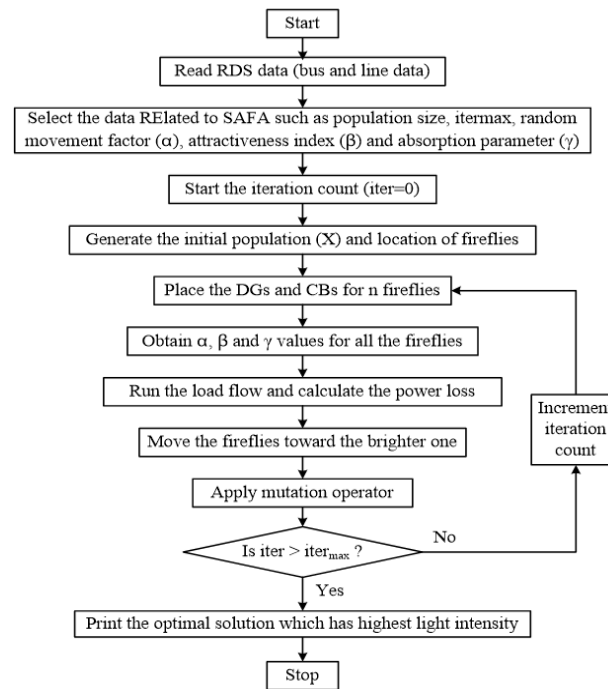 Start
Read RDS data (bus and line data)
Select the data RElated to SAFA such as population size, itermax, random
movement factor (α), attractiveness index (β) and absorption parameter (γ)
Start the iteration count (iter=0)
Generate the initial population (X) and location of fireflies
Place the DGs and CBs for n fireflies
Obtain α, β and γ values for all the fireflies
Run the load flow and calculate the power loss
Move the fireflies toward the brighter one
Apply mutation operator
Is iter > itermax ?
No
Increment
iteration
count
Yes
Print the optimal solution which has highest light intensity
Stop